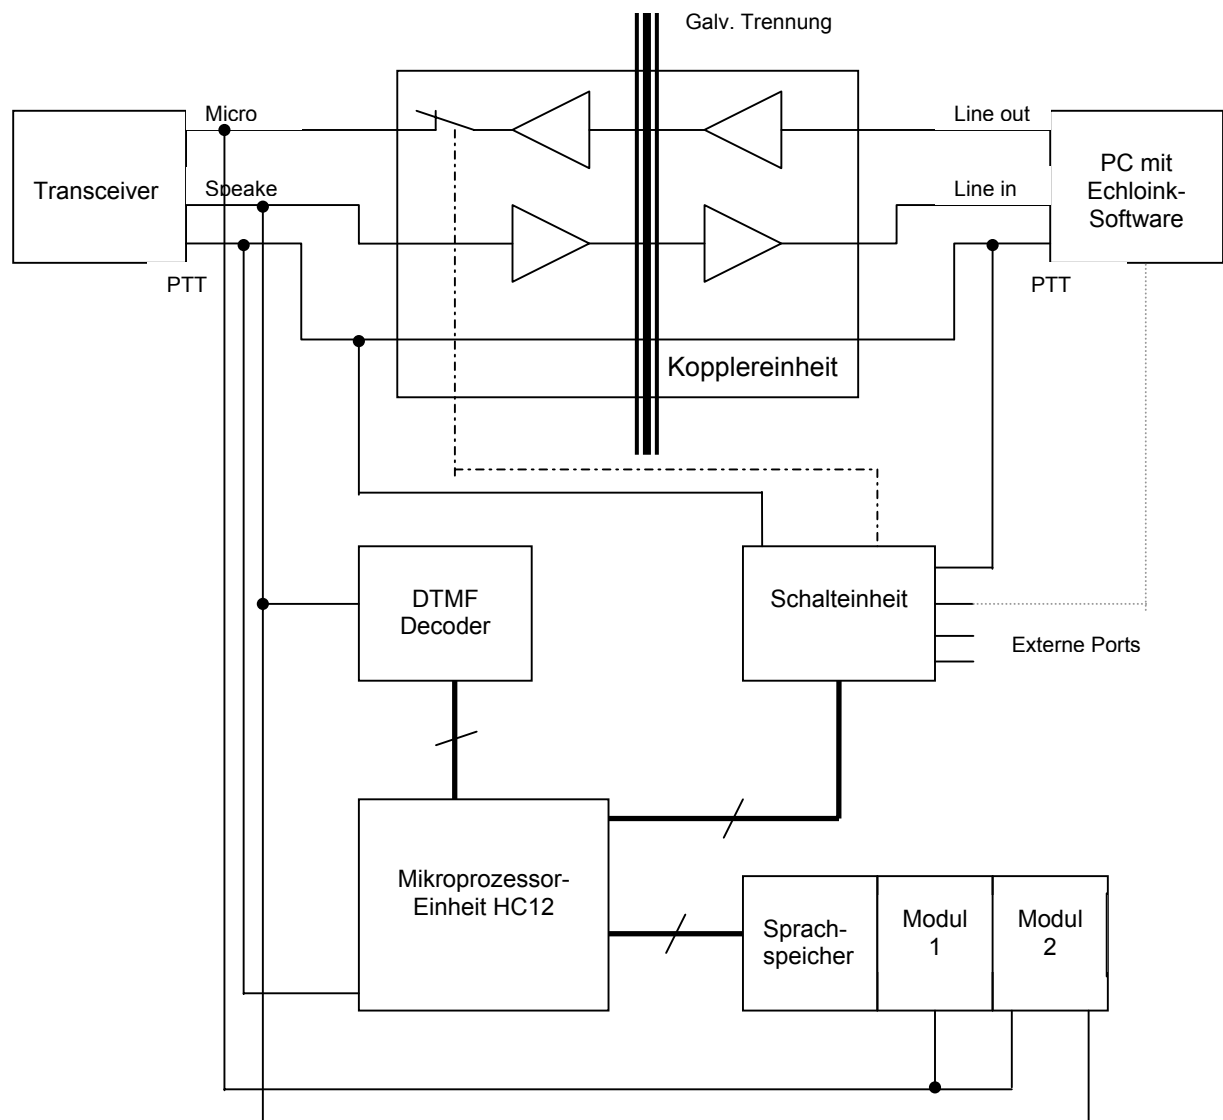 Galv. Trennung
Micro
Line out
Transceiver
PC mit
Echloink-
Software
Speake
Line in
PTT
PTT
Kopplereinheit
DTMF
Decoder
Schalteinheit
Externe Ports
Mikroprozessor-
Einheit HC12
Sprach-
speicher
Modul
1
Modul
2